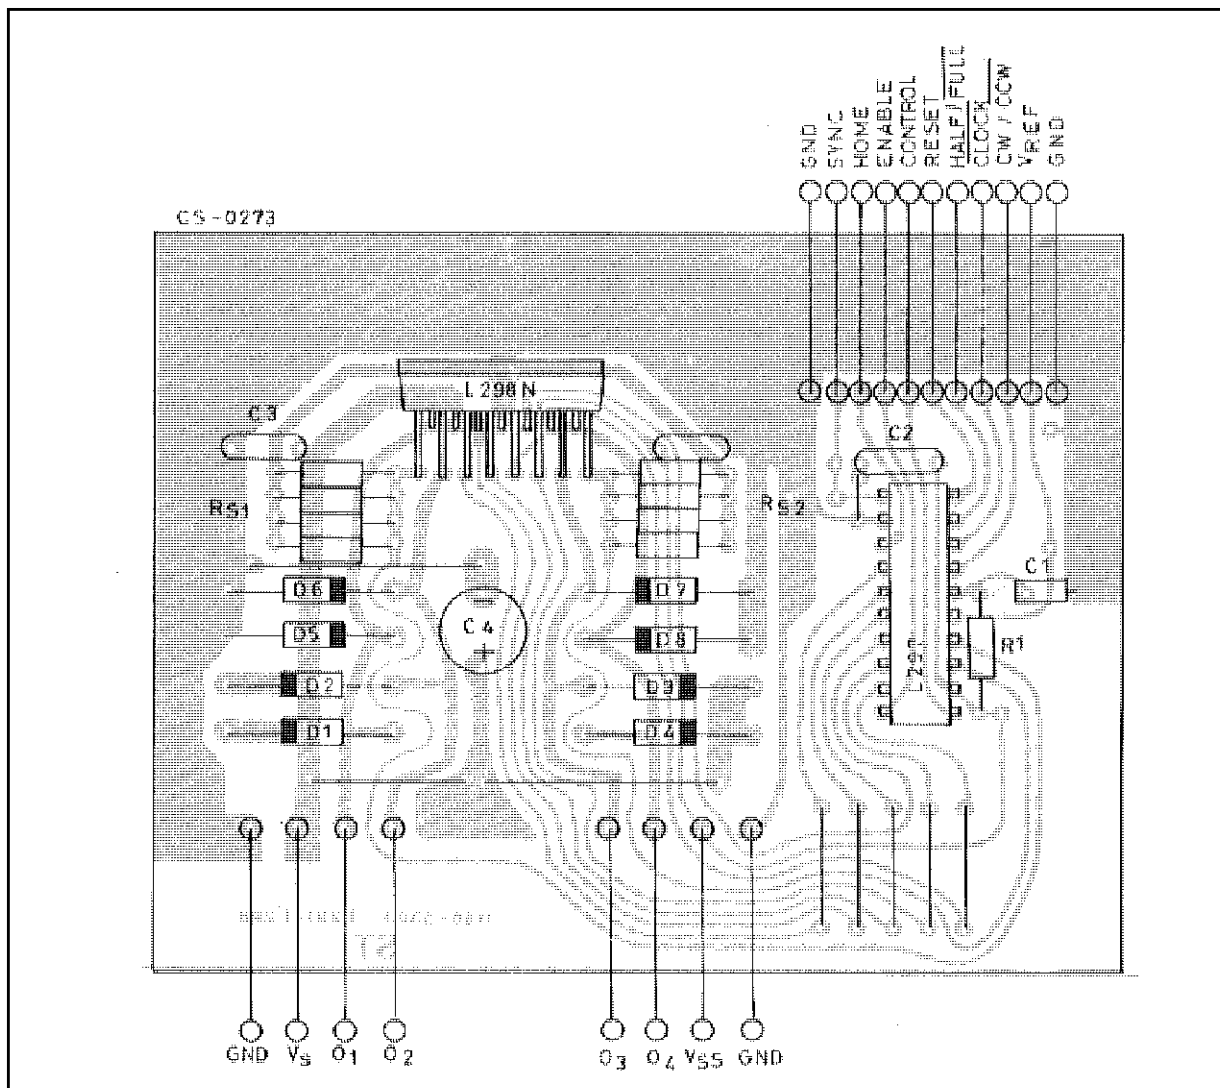 GND
SYNC
HOME
ENABLE
CONTROL
RESET
HALF/FULL
CLOCK
CW / CCW
VREF
GND
CS-0273
L298N
C3
C2
RS1
RS2
D6
D7
C1
C4
D5
D8
R1
L297
D2
D3
D1
D4
GND
VS
O1
O2
O3
O4
VSS
GND